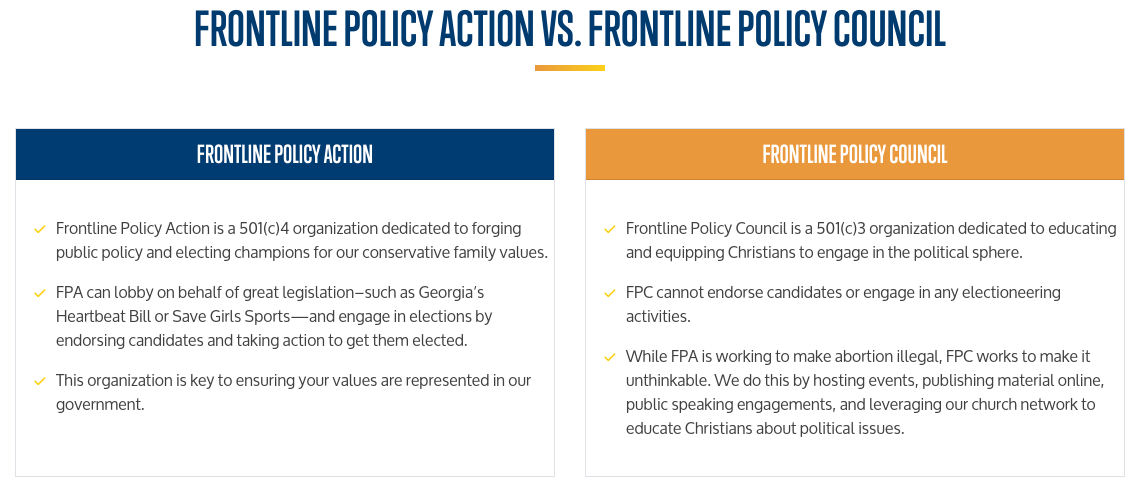 FRONTLINE POLICY ACTION VS. FRONTLINE POLICY COUNCIL
FRONTLINE POLICY ACTION
Frontline Policy Action is a 501(c)4 organization dedicated to forging
public policy and electing champions for our conservative family values.
FPA can lobby on behalf of great legislation–such as Georgia’s
Heartbeat Bill or Save Girls Sports—and engage in elections by
endorsing candidates and taking action to get them elected.
This organization is key to ensuring your values are represented in our
government.
FRONTLINE POLICY COUNCIL
Frontline Policy Council is a 501(c)3 organization dedicated to educating
and equipping Christians to engage in the political sphere.
FPC cannot endorse candidates or engage in any electioneering
activities.
While FPA is working to make abortion illegal, FPC works to make it
unthinkable. We do this by hosting events, publishing material online,
public speaking engagements, and leveraging our church network to
educate Christians about political issues.